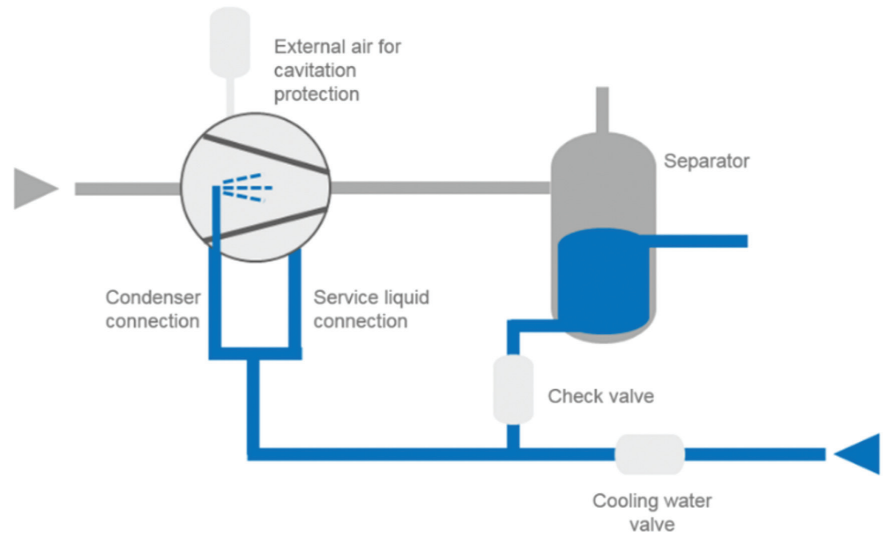 External air for
cavitation
protection
Separator
Condenser
connection
Service liquid
connection
Check valve
Cooling water
valve